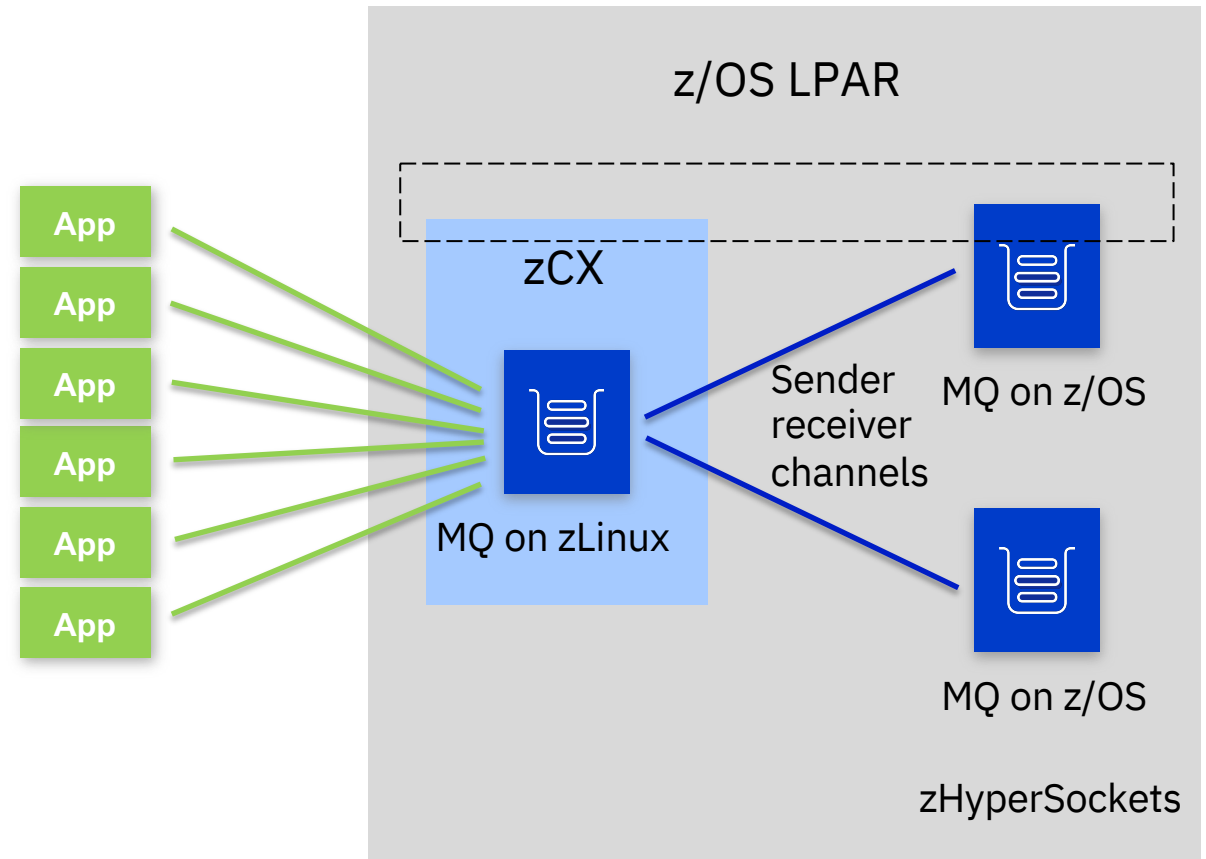 z/OS LPAR
App
App
App
App
App
App
zCX
MQ on zLinux
Sender
receiver
channels
MQ on z/OS
MQ on z/OS
zHyperSockets